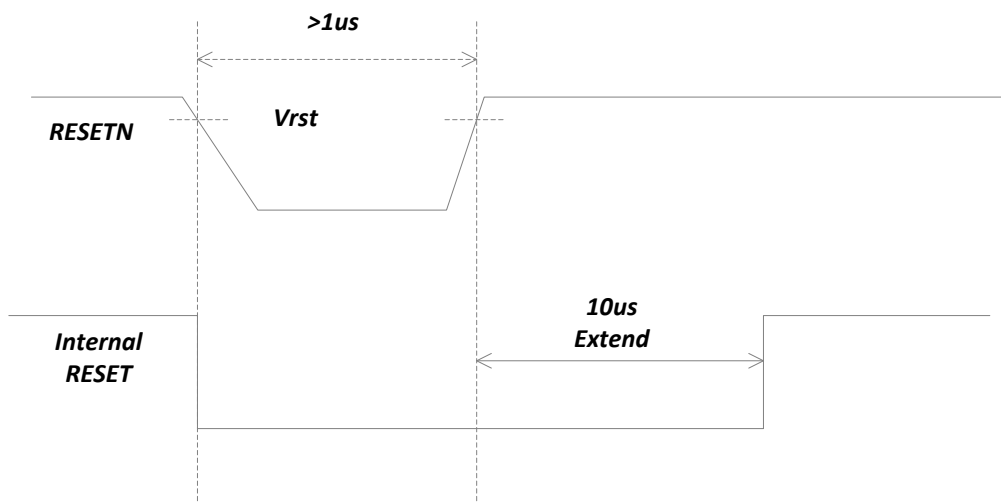 >1us
Vrst
RESETN
10us
Extend
Internal
RESET